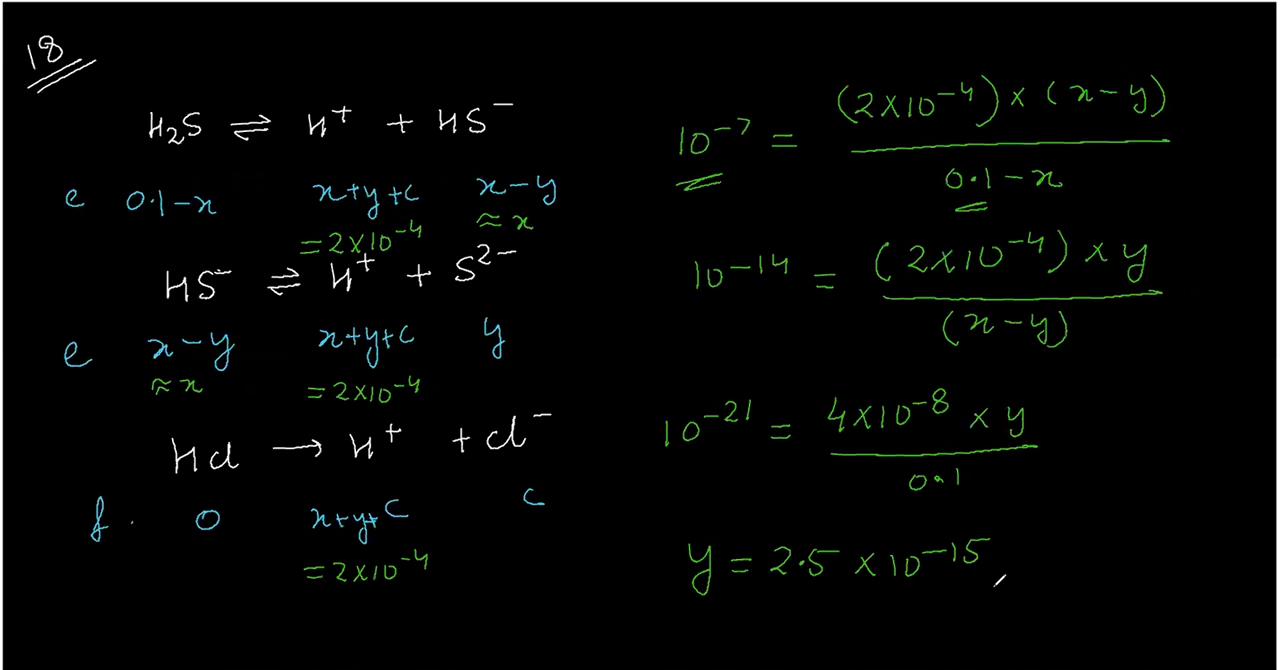 18
H₂S ⇌ H⁺ + HS⁻
e 0.1-x x+y+c x-y
=2×10⁻⁴ ≈x
HS⁻ ⇌ H⁺ + S²⁻
e x-y x+y+c y
≈x =2×10⁻⁴
HCl → H⁺ + Cl⁻
f. 0 x+y+c c
=2×10⁻⁴
10⁻⁷ = (2×10⁻⁴)×(x-y) / 0.1-x
10⁻¹⁴ = (2×10⁻⁴)×y / (x-y)
10⁻²¹ = 4×10⁻⁸×y / 0.1
y = 2.5×10⁻¹⁵